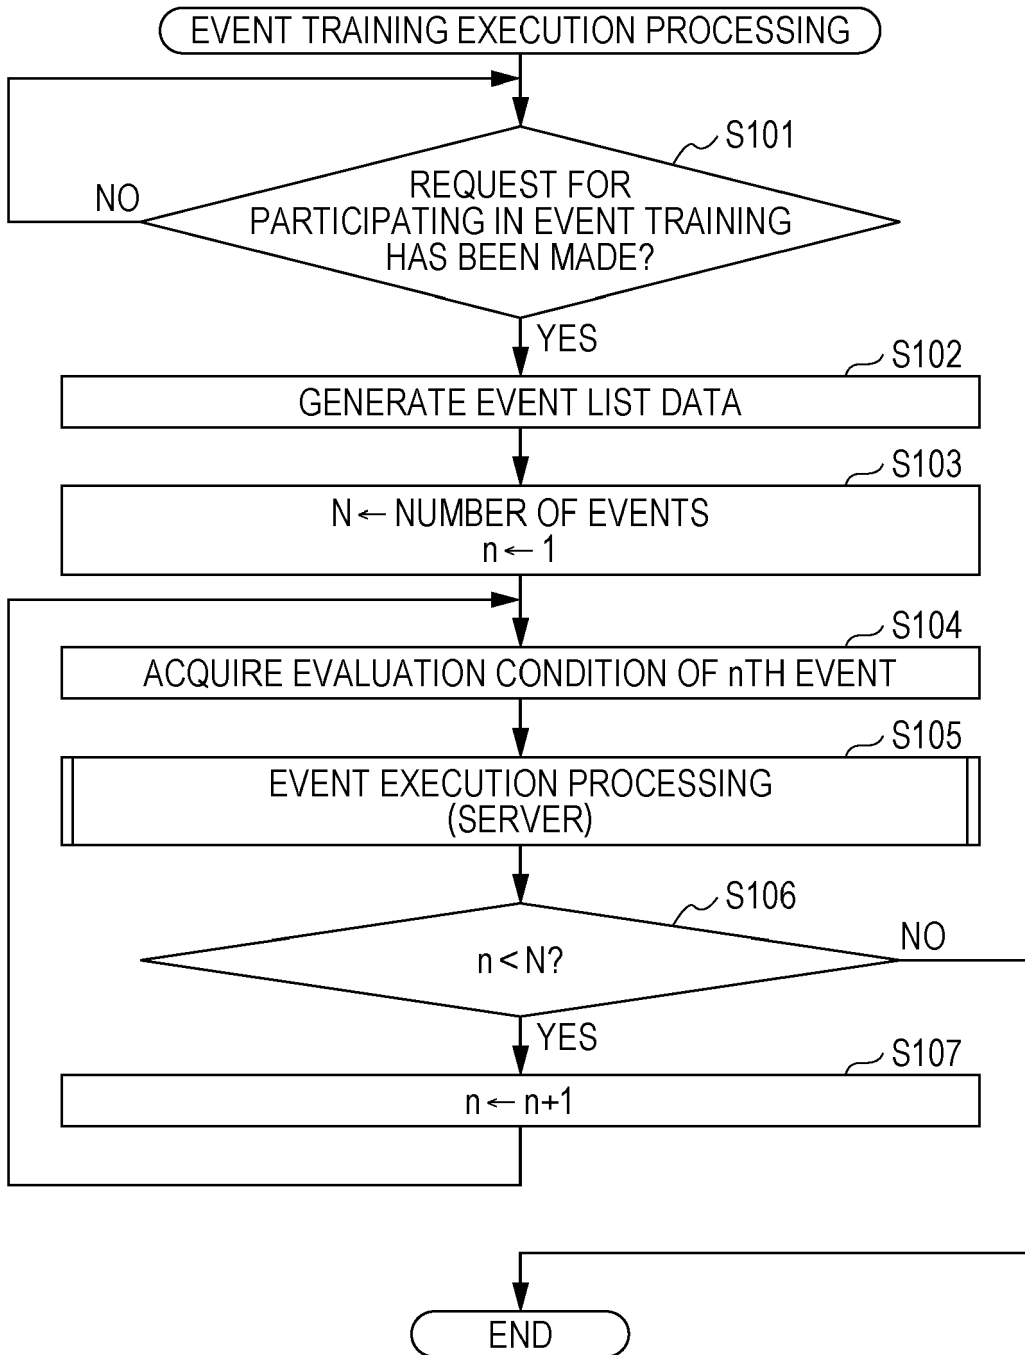 EVENT TRAINING EXECUTION PROCESSING
S101
REQUEST FOR
PARTICIPATING IN EVENT TRAINING
HAS BEEN MADE?
NO
YES
S102
GENERATE EVENT LIST DATA
S103
N ← NUMBER OF EVENTS
n ← 1
S104
ACQUIRE EVALUATION CONDITION OF nTH EVENT
S105
EVENT EXECUTION PROCESSING
(SERVER)
S106
n < N?
NO
YES
S107
n ← n+1
END